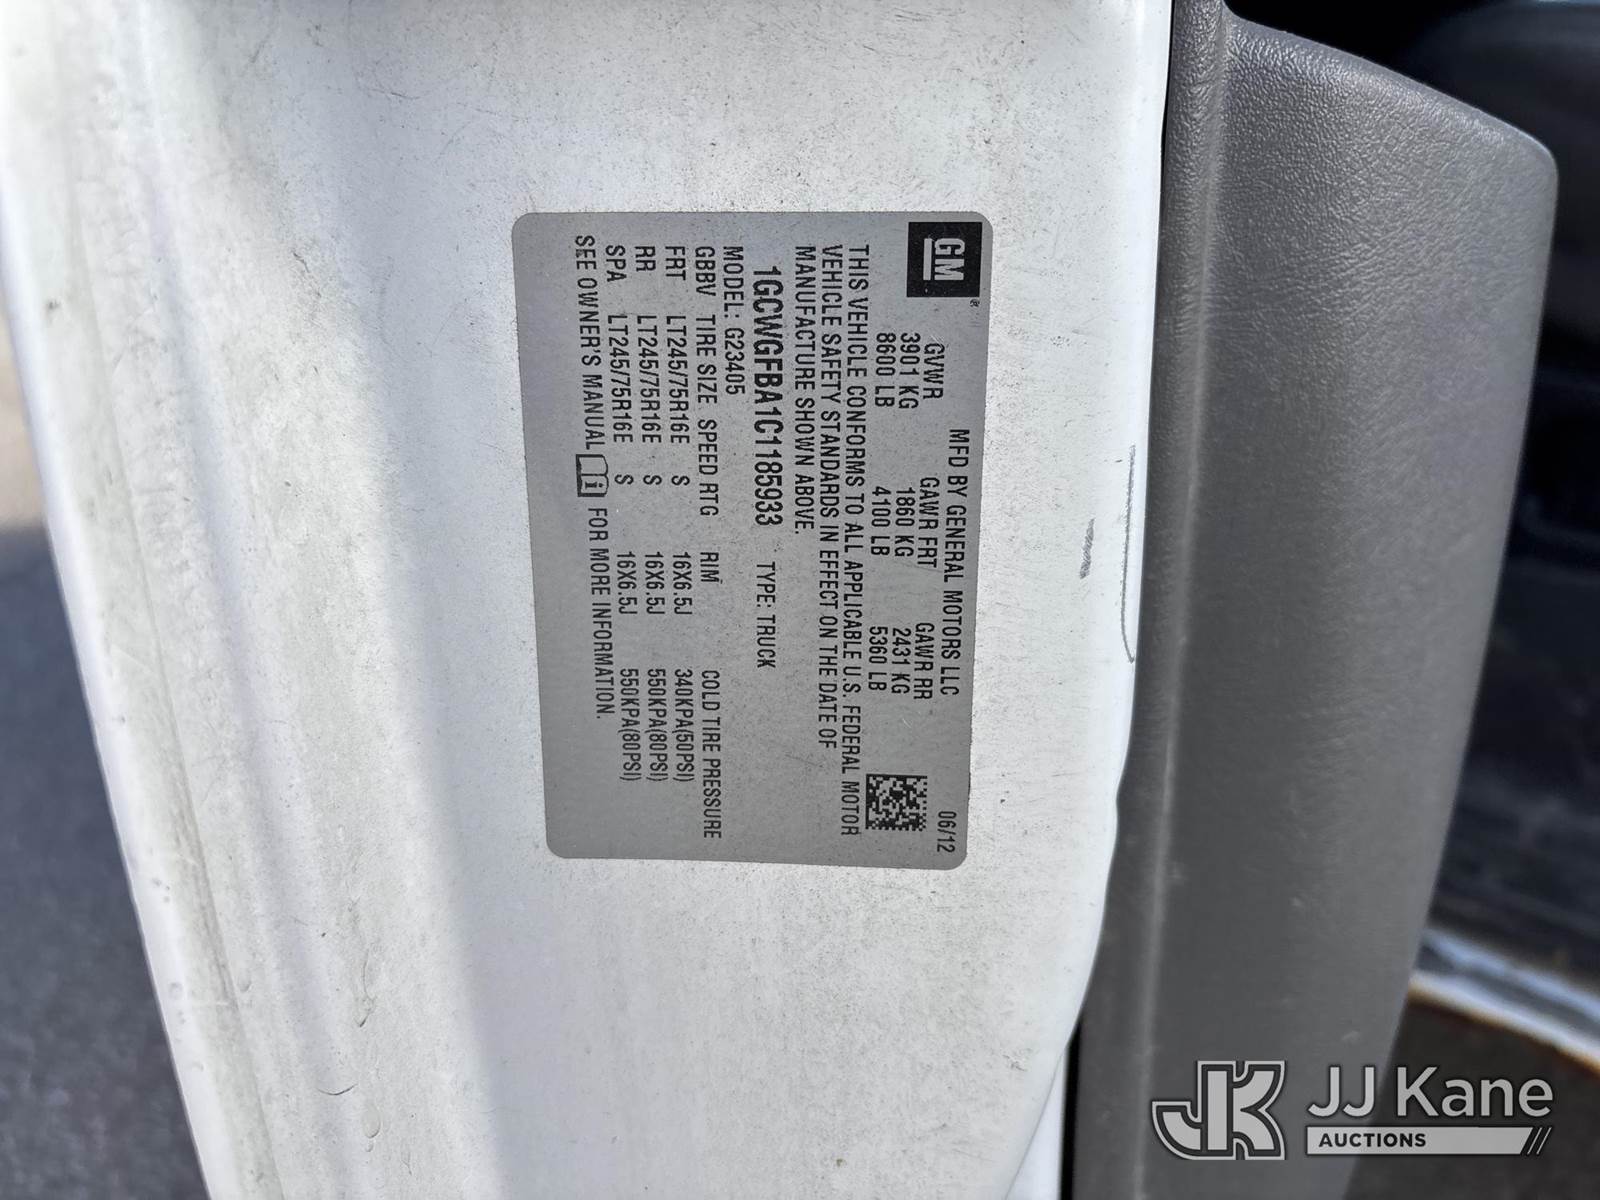 GM
MFD BY GENERAL MOTORS LLC 06/12
GVWR GAWR FRT GAWR RR
3901 KG 1860 KG 2431 KG
8600 LB 4100 LB 5360 LB
THIS VEHICLE CONFORMS TO ALL APPLICABLE U.S. FEDERAL MOTOR
VEHICLE SAFETY STANDARDS IN EFFECT ON THE DATE OF
MANUFACTURE SHOWN ABOVE.
1GCWGFBA1C1185933 TYPE: TRUCK
MODEL: G23405
GBBV TIRE SIZE SPEED RTG RIM COLD TIRE PRESSURE
FRT LT245/75R16E S 16X6.5J 340KPA(50PSI)
RR LT245/75R16E S 16X6.5J 550KPA(80PSI)
SPA LT245/75R16E S 16X6.5J 550KPA(80PSI)
SEE OWNER'S MANUAL i FOR MORE INFORMATION.
JK JJ Kane
AUCTIONS